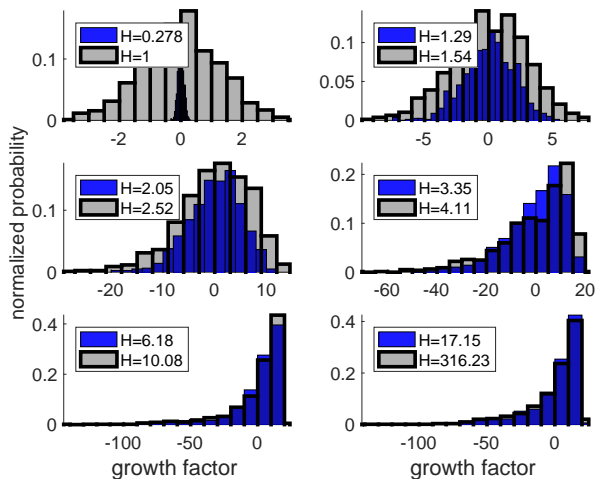 H=0.278
H=1
0.1
0
-2 0 2
H=1.29
H=1.54
0.1
0.05
0
-5 0 5
normalized probability
H=2.05
H=2.52
0.1
0
-20 -10 0 10
H=3.35
H=4.11
0.2
0.1
0
-60 -40 -20 0 20
H=6.18
H=10.08
0.4
0.2
0
-100 -50 0
growth factor
H=17.15
H=316.23
0.4
0.2
0
-100 -50 0
growth factor